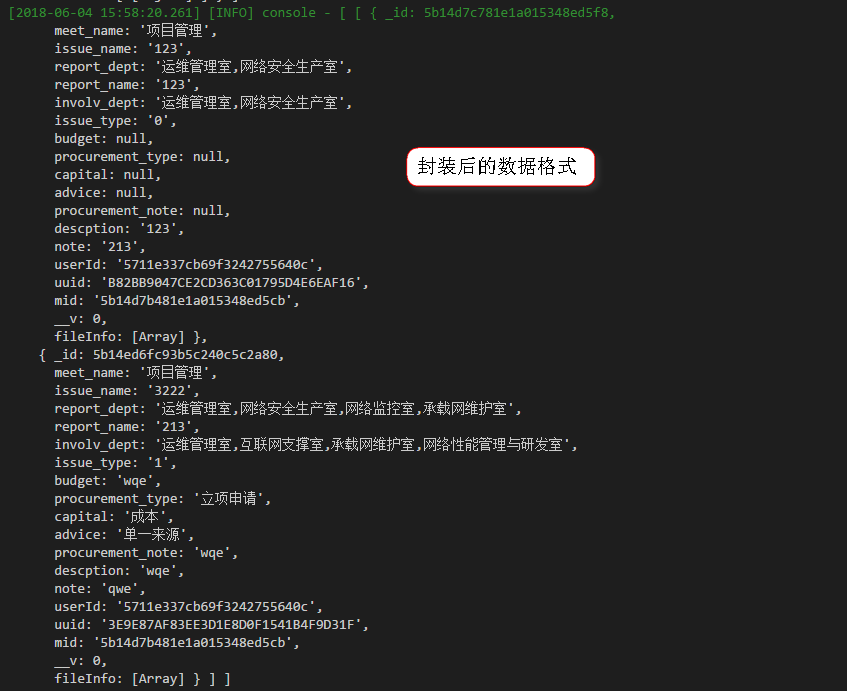 [2018-06-04 15:58:20.261] [INFO] console - [ [ { _id: 5b14d7c781e1a015348ed5f8,
meet_name: '项目管理',
issue_name: '123',
report_dept: '运维管理室,网络安全生产室',
report_name: '123',
involv_dept: '运维管理室,网络安全生产室',
issue_type: '0',
budget: null,
procurement_type: null,
封装后的数据格式
capital: null,
advice: null,
procurement_note: null,
descption: '123',
note: '213',
userId: '5711e337cb69f3242755640c',
uuid: 'B82BB9047CE2CD363C01795D4E6EAF16',
mid: '5b14d7b481e1a015348ed5cb',
__v: 0,
fileInfo: [Array] },
{ _id: 5b14ed6fc93b5c240c5c2a80,
meet_name: '项目管理',
issue_name: '3222',
report_dept: '运维管理室,网络安全生产室,网络监控室,承载网维护室',
report_name: '213',
involv_dept: '运维管理室,互联网支撑室,承载网维护室,网络性能管理与研发室',
issue_type: '1',
budget: 'wqe',
procurement_type: '立项申请',
capital: '成本',
advice: '单一来源',
procurement_note: 'wqe',
descption: 'wqe',
note: 'qwe',
userId: '5711e337cb69f3242755640c',
uuid: '3E9E87AF83EE3D1E8D0F1541B4F9D31F',
mid: '5b14d7b481e1a015348ed5cb',
__v: 0,
fileInfo: [Array] } ] ]